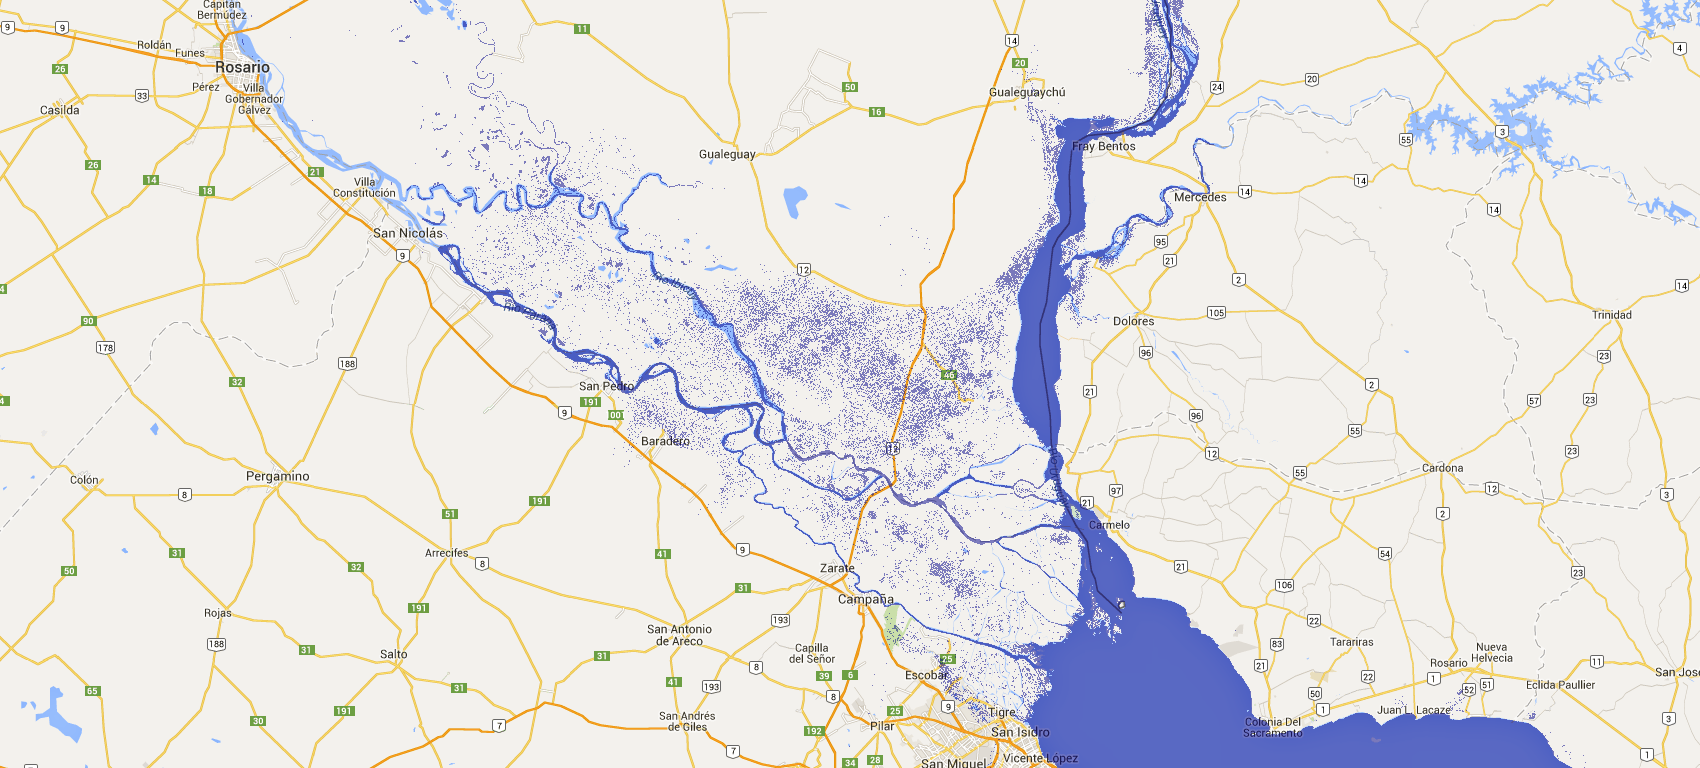 Capitán
Bermúdez
9
9
11
14
4
Roldán
Funes
26
Rosario
20
20
Pérez
Villa
Gobernador
Gálvez
33
50
Gualeguaychú
24
Casilda
16
3
55
Fray Bentos
Gualeguay
26
21
14
18
Villa
Constitución
14
14
Mercedes
14
San Nicolás
95
9
21
12
2
14
105
Dolores
Trinidad
90
178
96
23
188
46
32
2
San Pedro
21
191
23
57
9
96
55
Baradero
12
23
Cardona
Colón
Pergamino
55
12
8
97
3
191
21
2
51
Carmelo
Arrecifes
9
31
41
54
8
32
Zarate
21
50
23
31
106
Campaña
191
Rojas
193
San Antonio
de Areco
188
83
Tarariras
31
Capilla
del Señor
Nueva
Helvecia
Salto
31
25
8
21
Rosario
11
41
39
6
Escobar
22
1
San José
31
193
52
51
Eclida Paullier
65
50
8
9
1
Juan L. Lacaze
191
25
Tigre
30
San Andrés
de Giles
7
Pilar
Colonia Del
Sacramento
3
192
San Isidro
7
1
34
28
San Miguel
Vicente López